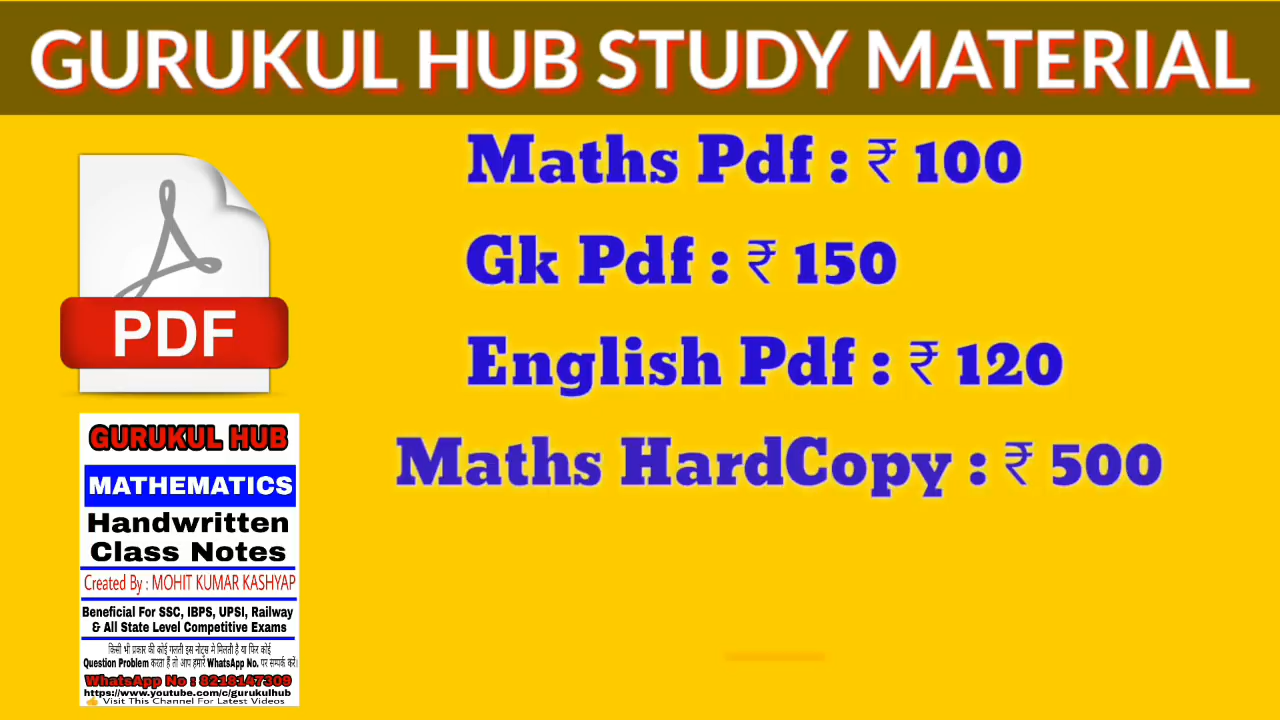 GURUKUL HUB STUDY MATERIAL
Maths Pdf : ₹ 100
Gk Pdf : ₹ 150
English Pdf : ₹ 120
Maths HardCopy : ₹ 500
PDF
GURUKUL HUB
MATHEMATICS
Handwritten
Class Notes
Created By : MOHIT KUMAR KASHYAP
Beneficial For SSC, IBPS, UPSI, Railway
& All State Level Competitive Exams
किसी भी प्रकार की कोई गलती इस नोट्स मे मिलती है या फिर कोई
Question Problem करता हैं तो आप हमारे WhatsApp No. पर सम्पर्क करें।
WhatsApp No : 8218147309
https://www.youtube.com/c/gurukulhub
👍 Visit This Channel For Latest Videos